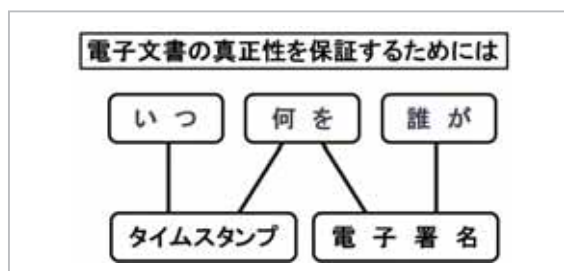 電子文書の真正性を保証するためには
いつ 何を 誰が
タイムスタンプ 電子署名